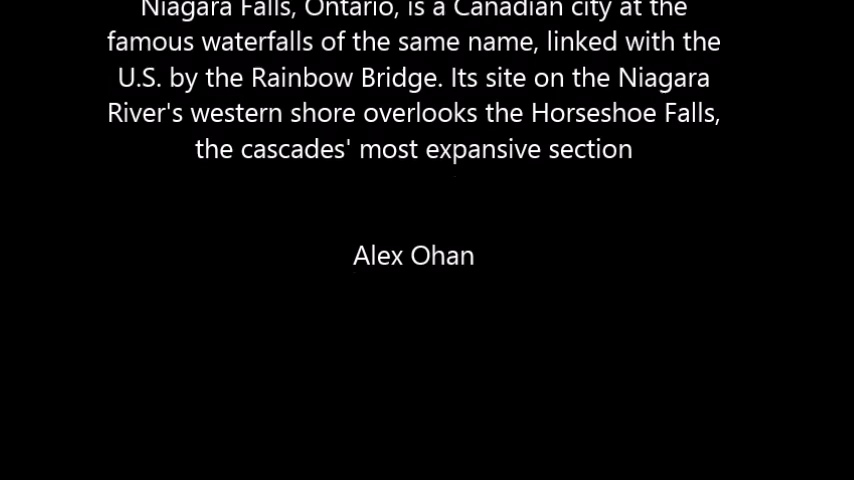 Niagara Falls, Ontario, is a Canadian city at the
famous waterfalls of the same name, linked with the
U.S. by the Rainbow Bridge. Its site on the Niagara
River's western shore overlooks the Horseshoe Falls,
the cascades' most expansive section
Alex Ohan